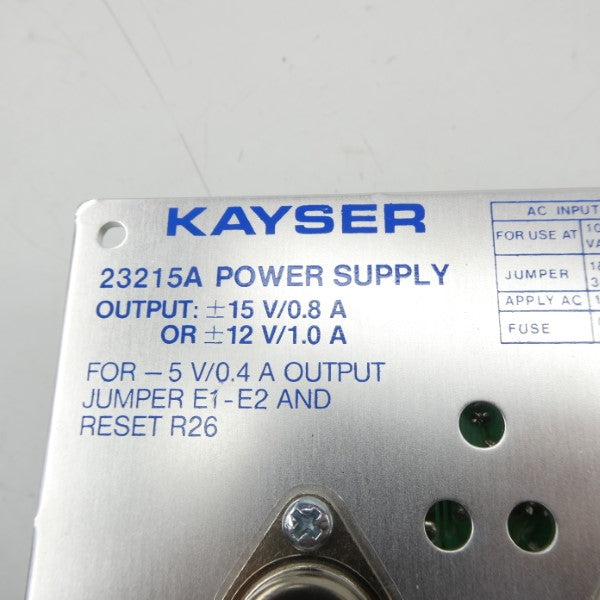 KAYSER
23215A POWER SUPPLY
OUTPUT: ±15 V/0.8 A
OR ±12 V/1.0 A
FOR – 5 V/0.4 A OUTPUT
JUMPER E1-E2 AND
RESET R26
AC INPUT
FOR USE AT
JUMPER
APPLY AC
FUSE